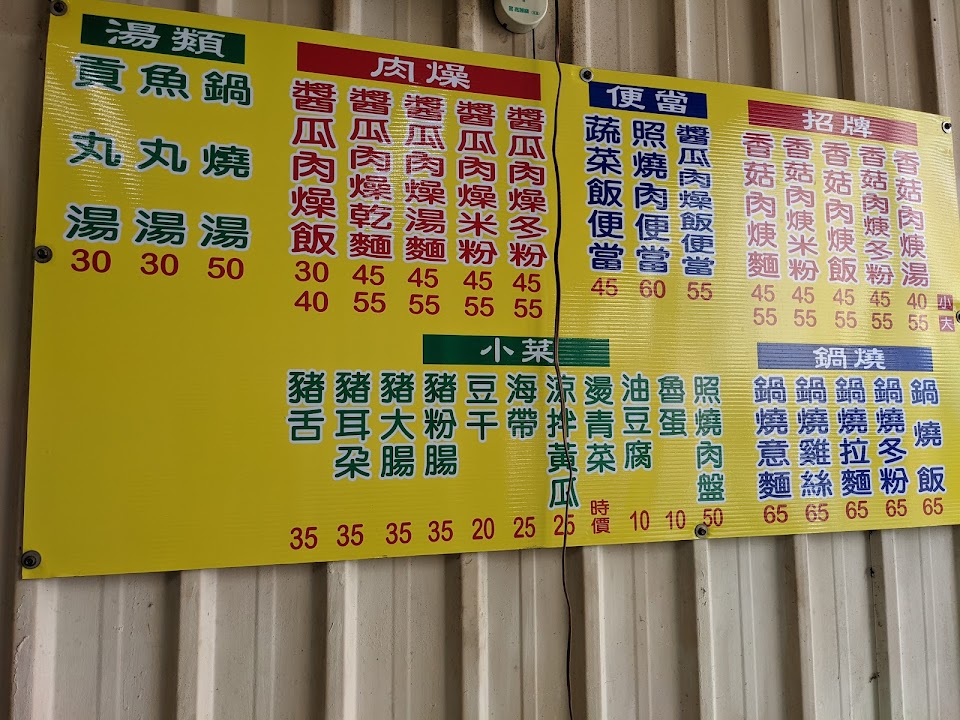 招牌
香菇肉焿湯 40 55
小
大
香菇肉焿冬粉 45 55
香菇肉焿飯 45 55
香菇肉焿米粉 45 55
香菇肉焿麵 45 55
便當
醬瓜肉燥飯便當 55
照燒肉便當 60
蔬菜飯便當 45
肉燥
醬瓜肉燥冬粉 45 55
醬瓜肉燥米粉 45 55
醬瓜肉燥湯麵 45 55
醬瓜肉燥乾麵 45 55
醬瓜肉燥飯 30 40
湯類
鍋燒湯 50
魚丸湯 30
貢丸湯 30
鍋燒
鍋燒飯 65
鍋燒冬粉 65
鍋燒拉麵 65
鍋燒雞絲 65
鍋燒意麵 65
小菜
照燒肉盤 50
魯蛋 10
油豆腐 10
燙青菜 時價
涼拌黃瓜 25
海帶 25
豆干 20
豬粉腸 35
豬大腸 35
豬耳朶 35
豬舌 35